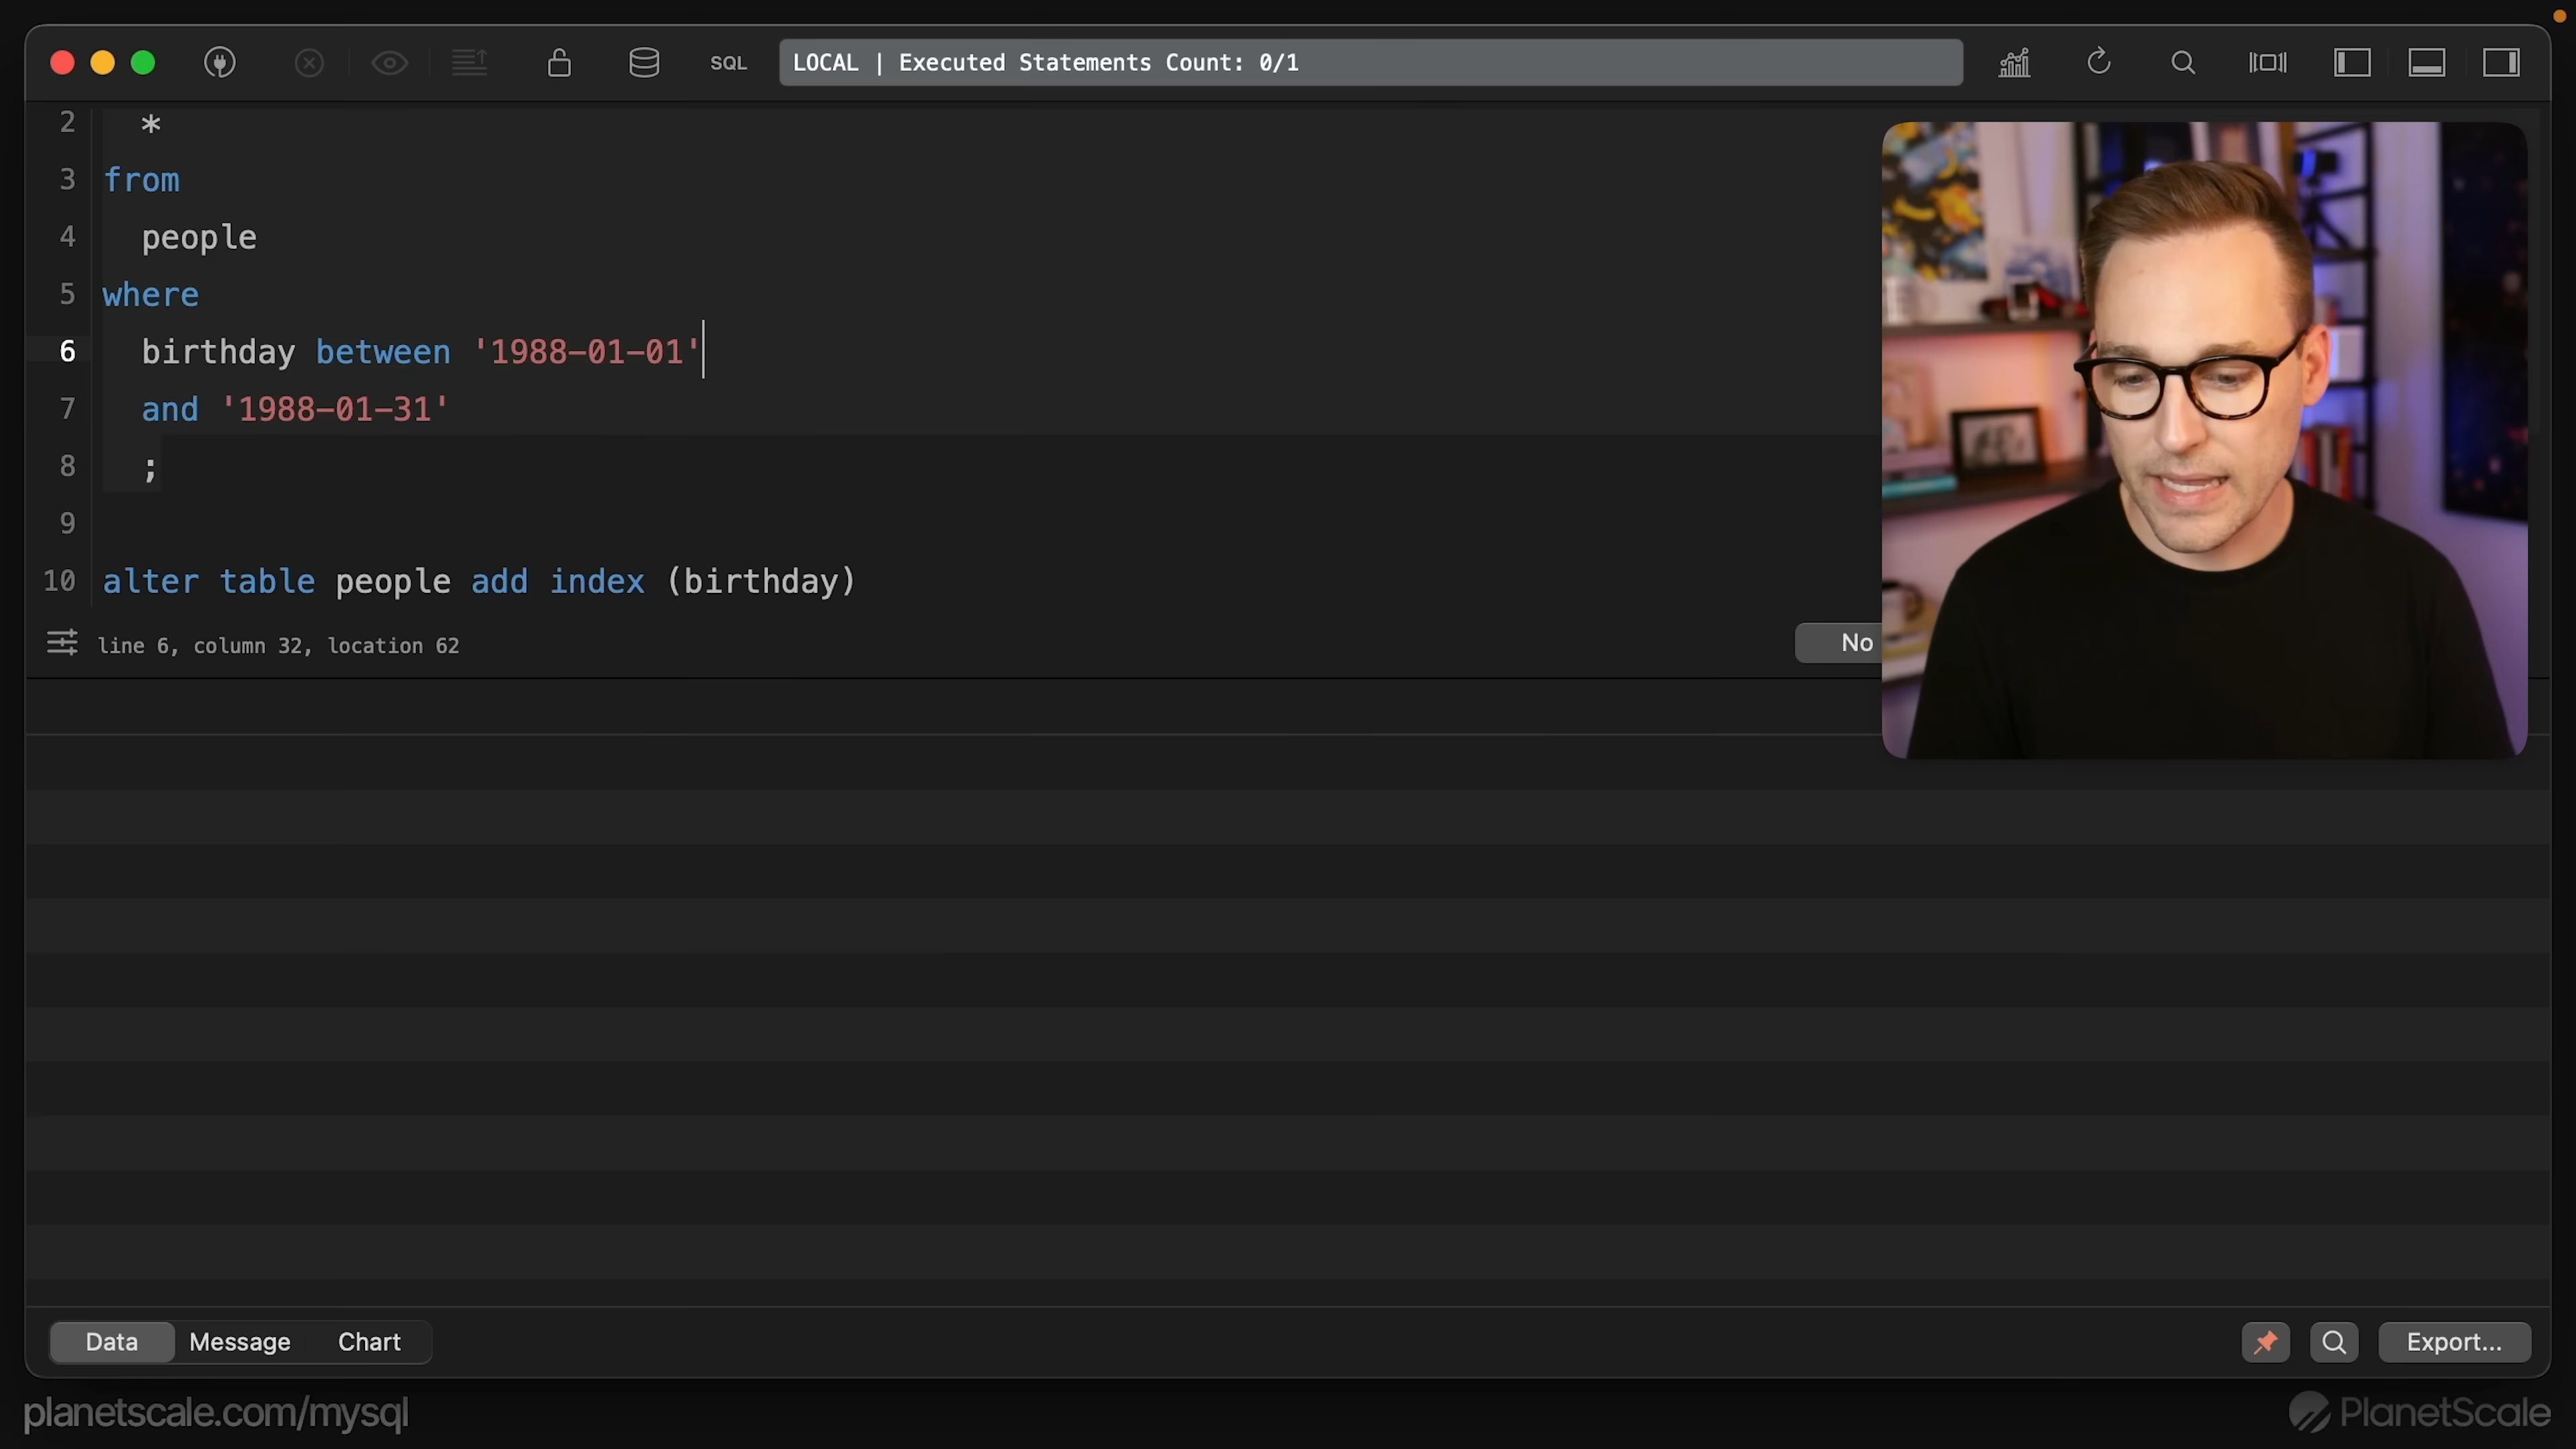 SQL
LOCAL | Executed Statements Count: 0/1
2 *
3 from
4 people
5 where
6 birthday between '1988-01-01'
7 and '1988-01-31'
8 ;
9
10 alter table people add index (birthday)
line 6, column 32, location 62
No
Data Message Chart
Export...
planetscale.com/mysql
PlanetScale